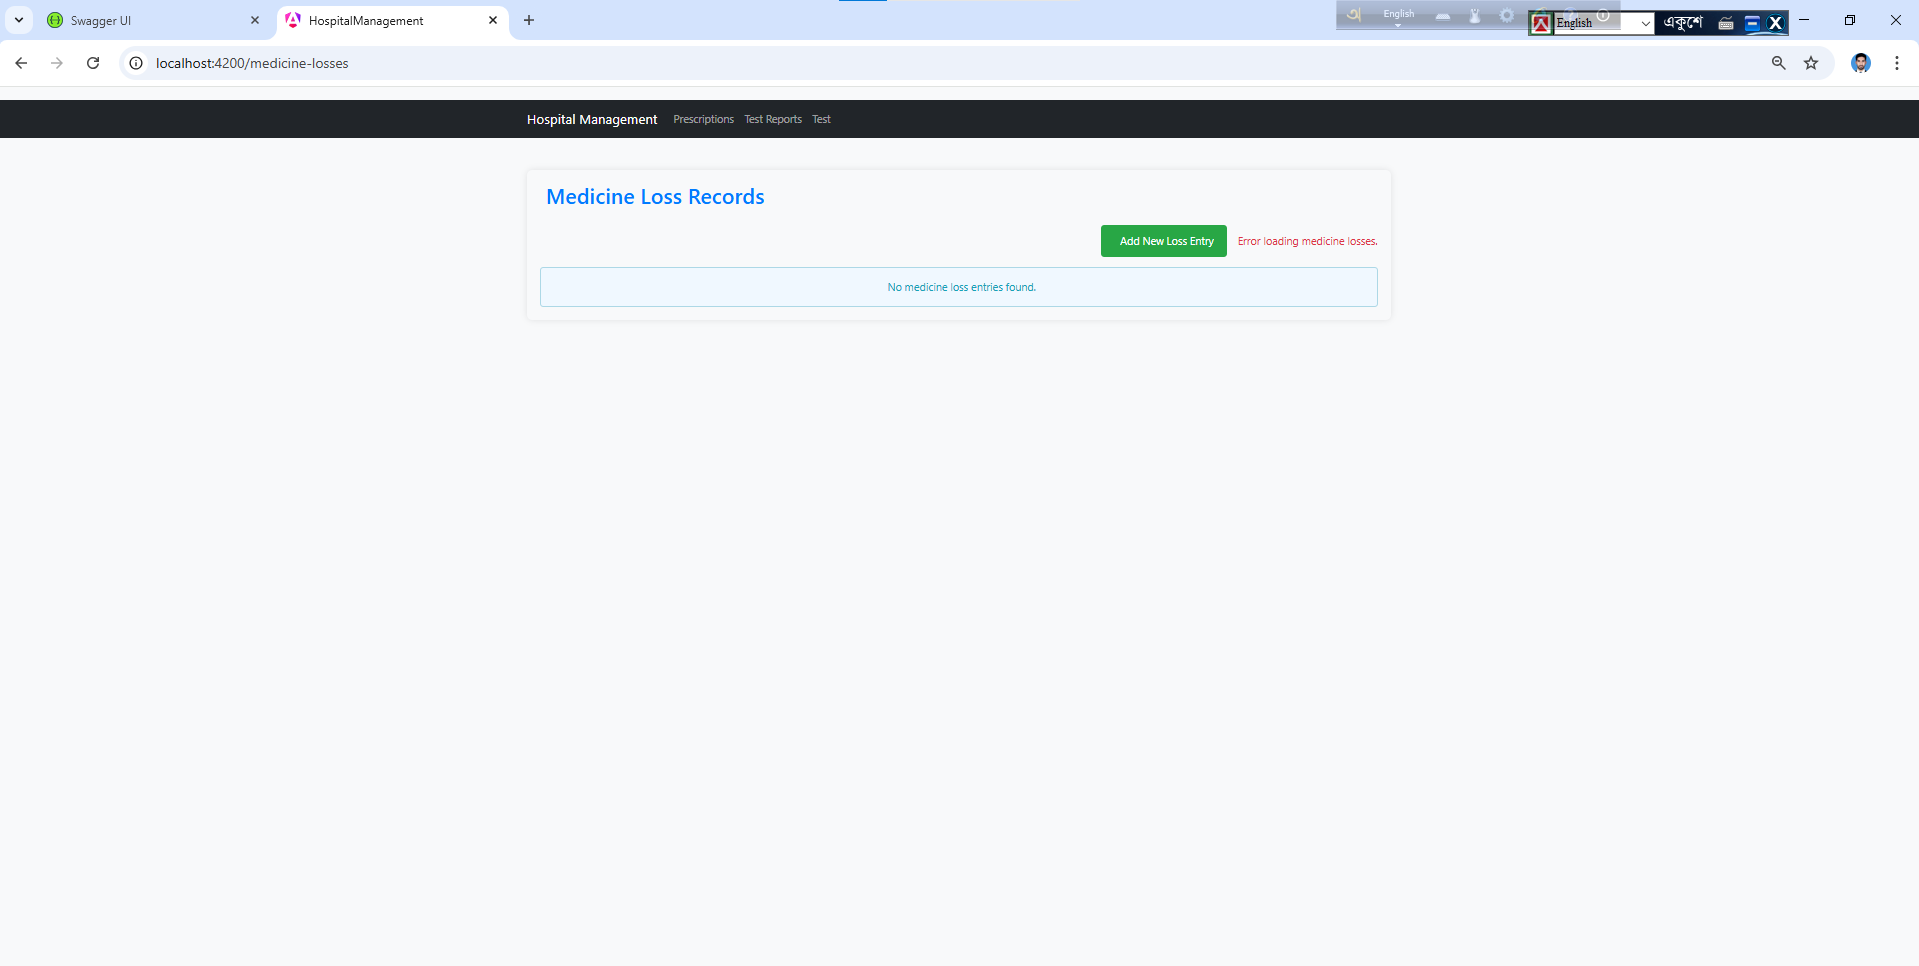 Swagger UI
HospitalManagement
English
English
একুশে
localhost:4200/medicine-losses
Hospital Management Prescriptions Test Reports Test
Medicine Loss Records
Add New Loss Entry Error loading medicine losses.
No medicine loss entries found.